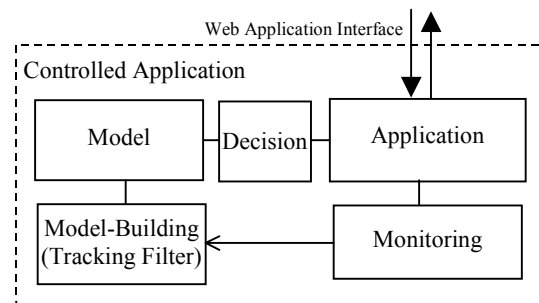 Web Application Interface
Controlled Application
Model
Decision
Application
Model-Building
(Tracking Filter)
Monitoring